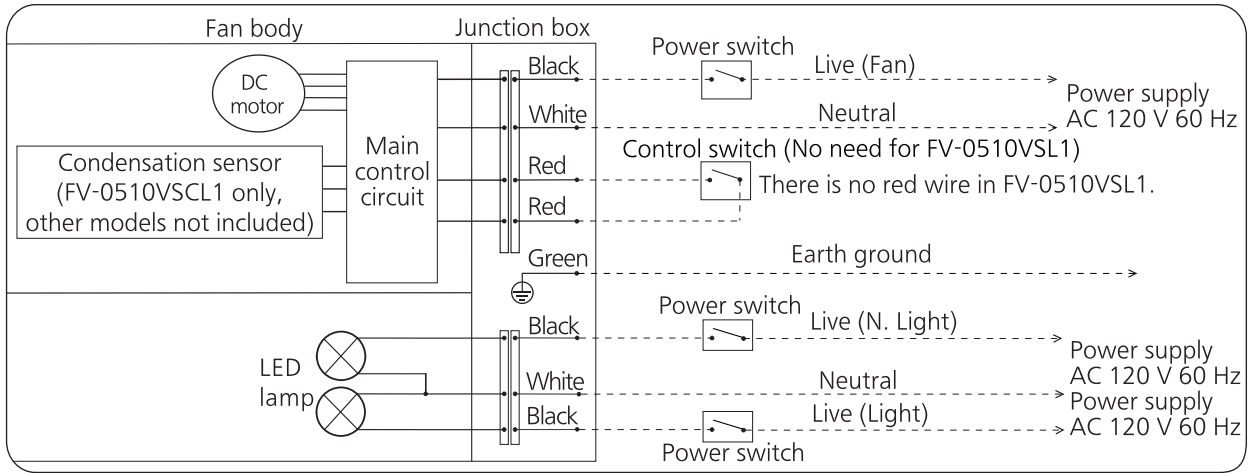 Fan body
Junction box
DC
motor
Condensation sensor
(FV-0510VSCL1 only,
other models not included)
Main
control
circuit
Black
White
Red
Red
Green
Power switch
Live (Fan)
Neutral
Power supply
AC 120 V 60 Hz
Control switch (No need for FV-0510VSL1)
There is no red wire in FV-0510VSL1.
Earth ground
LED
lamp
Black
White
Black
Power switch
Live (N. Light)
Neutral
Live (Light)
Power switch
Power supply
AC 120 V 60 Hz
Power supply
AC 120 V 60 Hz